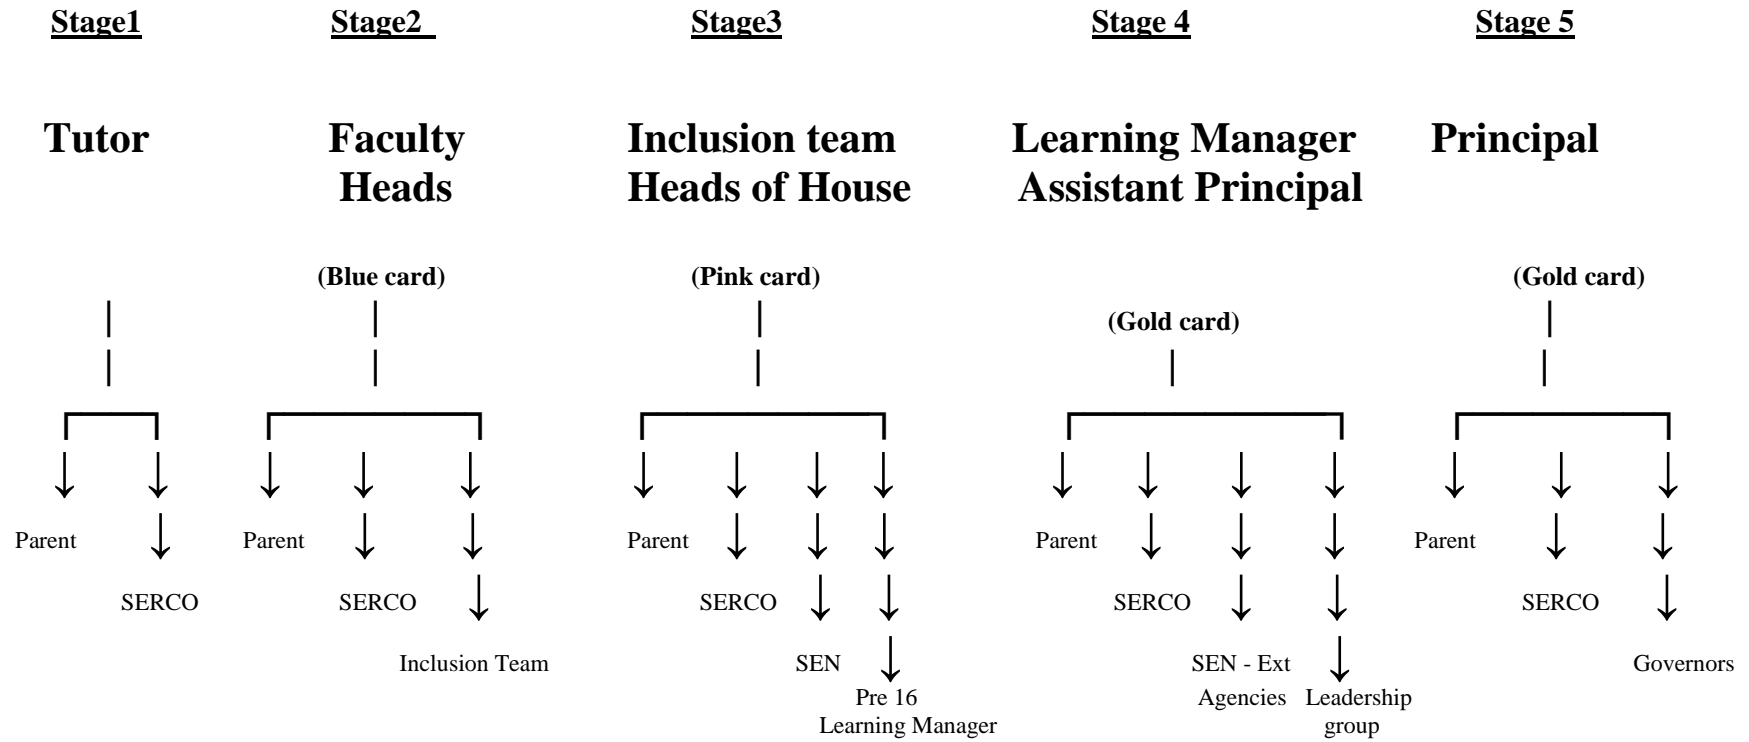 Stage1
Stage2
Stage3
Stage 4
Stage 5
Tutor
Faculty
Heads
Inclusion team
Heads of House
Learning Manager
Assistant Principal
Principal
(Blue card)
(Pink card)
(Gold card)
(Gold card)
Parent
SERCO
Parent
SERCO
Inclusion Team
Parent
SERCO
SEN
Pre 16
Learning Manager
Parent
SERCO
SEN - Ext
Agencies
Leadership
group
Parent
SERCO
Governors